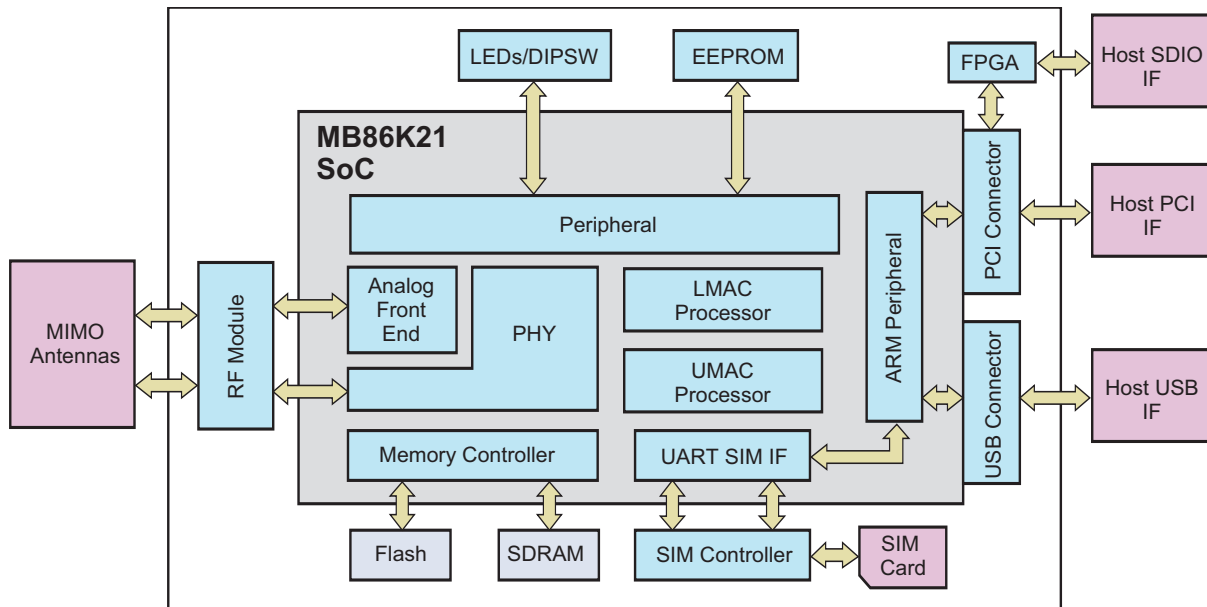 LEDs/DIPSW
EEPROM
FPGA
Host SDIO
IF
MB86K21
SoC
Peripheral
PCI Connector
Host PCI
IF
MIMO
Antennas
RF Module
Analog
Front
End
PHY
LMAC
Processor
UMAC
Processor
ARM Peripheral
USB Connector
Host USB
IF
Memory Controller
UART SIM IF
Flash
SDRAM
SIM Controller
SIM
Card